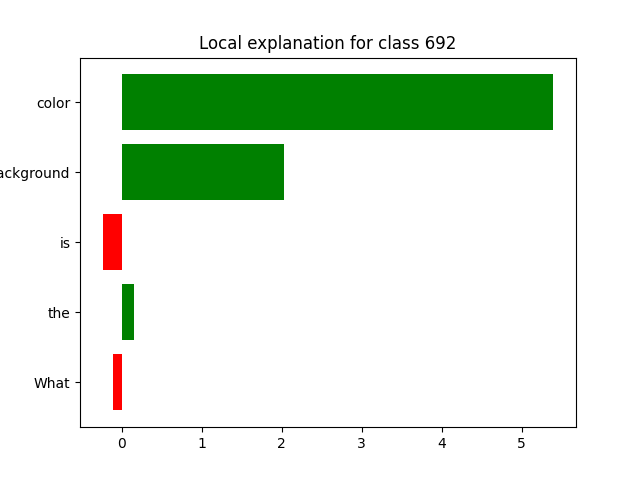 Local explanation for class 692
color
ackground
is
the
What
0 1 2 3 4 5